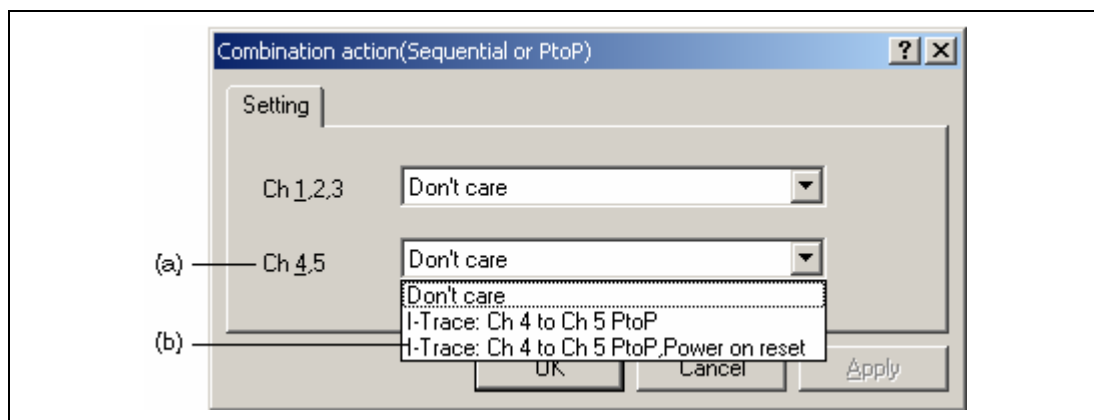 Combination action(Sequential or PtoP)
Setting
Ch 1,2,3 Don't care
(a) Ch 4,5 Don't care
Don't care
I-Trace: Ch 4 to Ch 5 PtoP
(b) I-Trace: Ch 4 to Ch 5 PtoP,Power on reset
OK Cancel Apply